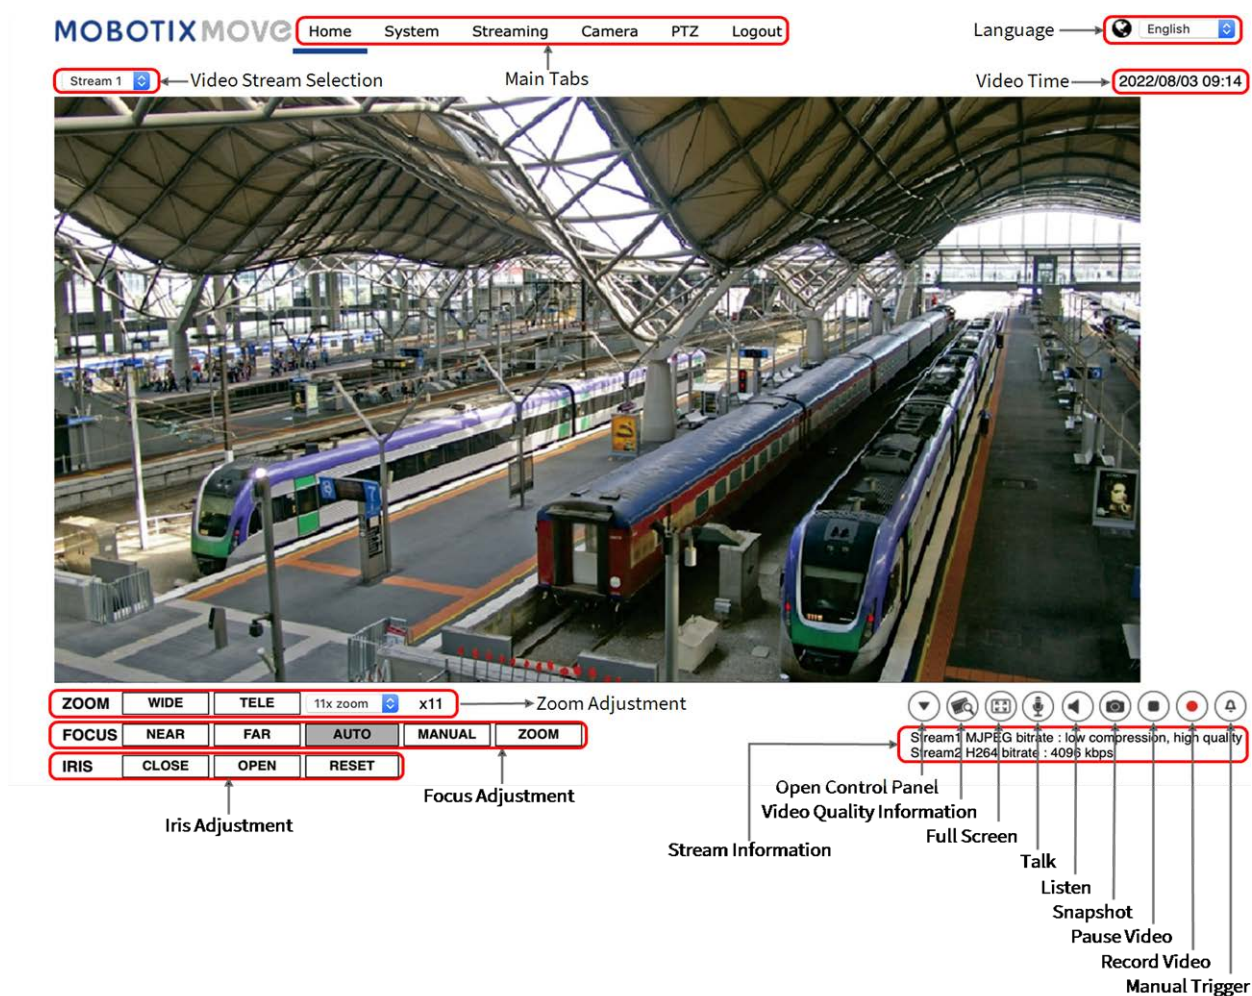 MOBOTIX MOVE
Home System Streaming Camera PTZ Logout
Language
English
Stream 1
Video Stream Selection
Main Tabs
Video Time
2022/08/03 09:14
7
ZOOM WIDE TELE 11x zoom x11
Zoom Adjustment
FOCUS NEAR FAR AUTO MANUAL ZOOM
Stream1 MJPEG bitrate : low compression, high quality
Stream2 H264 bitrate : 4096 kbps
IRIS CLOSE OPEN RESET
Open Control Panel
Focus Adjustment
Video Quality Information
Iris Adjustment
Full Screen
Stream Information
Talk
Listen
Snapshot
Pause Video
Record Video
Manual Trigger